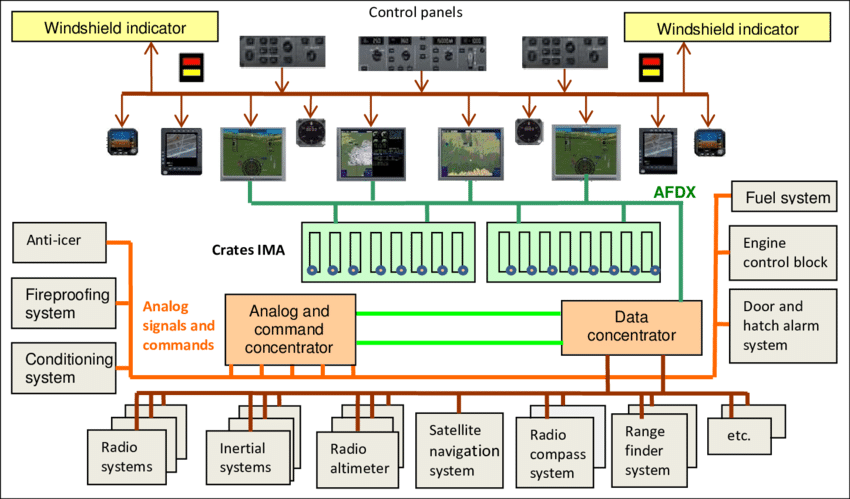 Control panels
Windshield indicator
Windshield indicator
AFDX
Fuel system
Anti-icer
Crates IMA
Engine
control block
Fireproofing
system
Analog
signals and
commands
Analog and
command
concentrator
Data
concentrator
Door and
hatch alarm
system
Conditioning
system
Radio
systems
Inertial
systems
Radio
altimeter
Satellite
navigation
system
Radio
compass
system
Range
finder
system
etc.